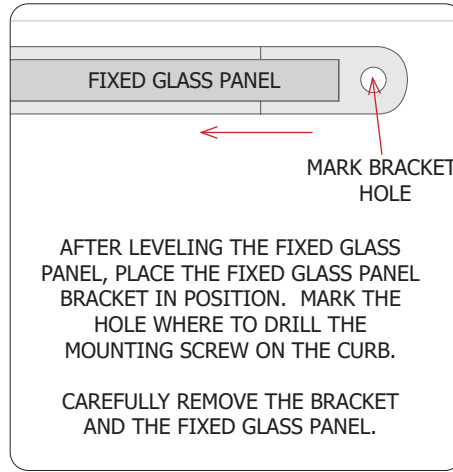 FIXED GLASS PANEL
MARK BRACKET
HOLE
AFTER LEVELING THE FIXED GLASS
PANEL, PLACE THE FIXED GLASS PANEL
BRACKET IN POSITION.  MARK THE
HOLE WHERE TO DRILL THE
MOUNTING SCREW ON THE CURB.
CAREFULLY REMOVE THE BRACKET
AND THE FIXED GLASS PANEL.